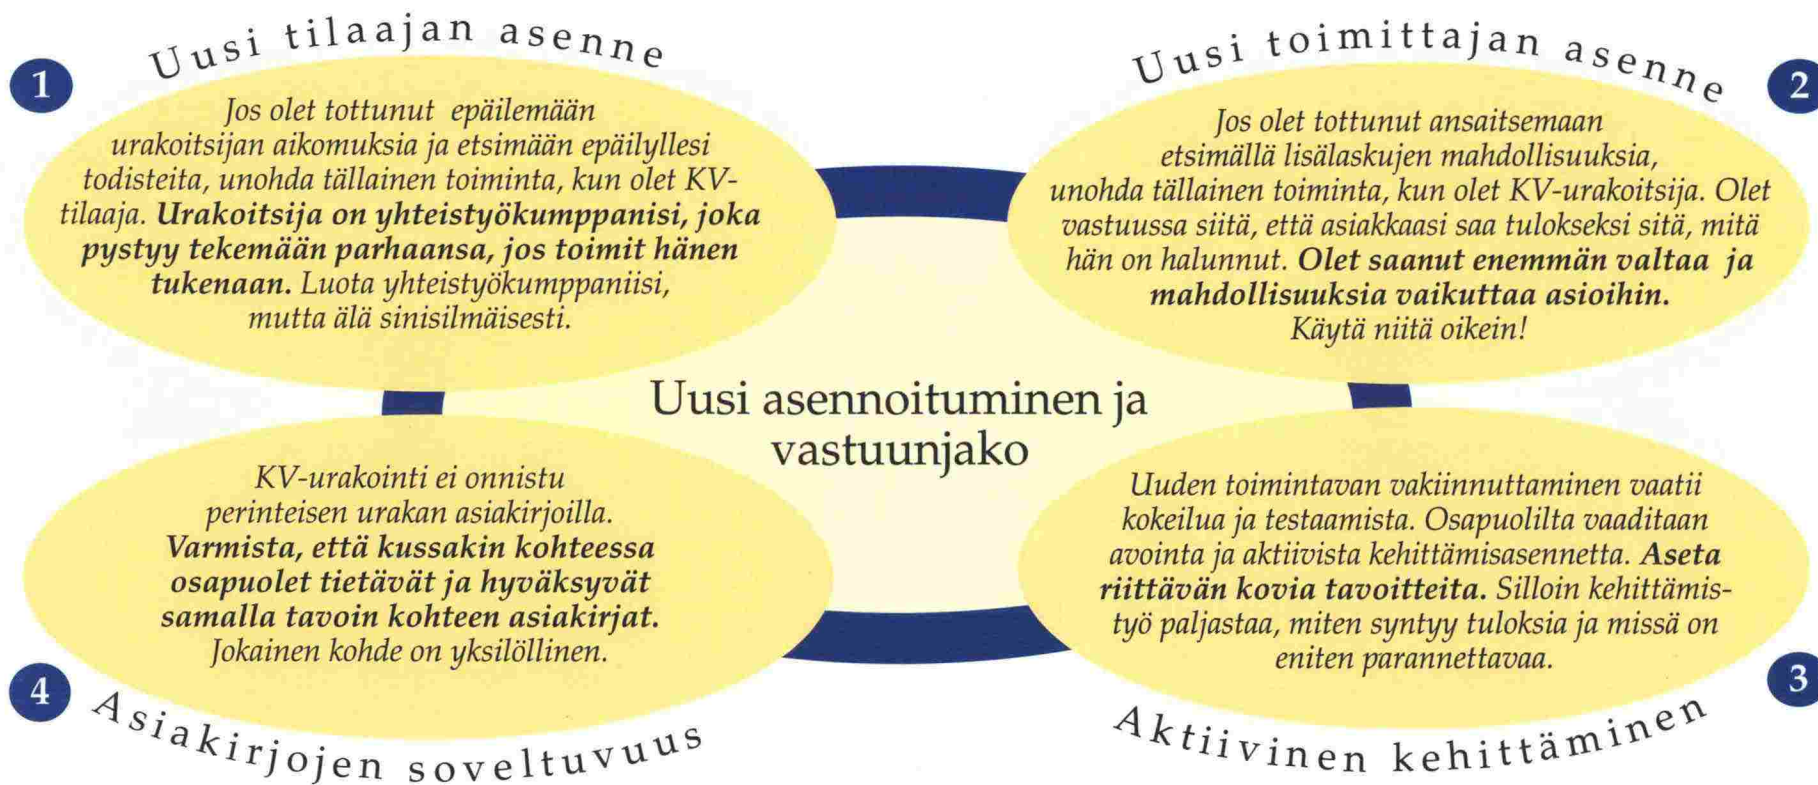 1
Uusi tilaajan asenne
Jos olet tottunut epäilemään
urakoitsijan aikomuksia ja etsimään epäilyllesi
todisteita, unohda tällainen toiminta, kun olet KV-
tilaaja. Urakoitsija on yhteistyökumppanisi, joka
pystyy tekemään parhaansa, jos toimit hänen
tukenaan. Luota yhteistyökumppaniisi,
mutta älä sinisilmäisesti.
Uusi toimittajan asenne
2
Jos olet tottunut ansaitsemaan
etsimällä lisälaskujen mahdollisuuksia,
unohda tällainen toiminta, kun olet KV-urakoitsija. Olet
vastuussa siitä, että asiakkaasi saa tulokseksi sitä, mitä
hän on halunnut. Olet saanut enemmän valtaa ja
mahdollisuuksia vaikuttaa asioihin.
Käytä niitä oikein!
Uusi asennoituminen ja
vastuunjako
Uuden toimintavan vakiinnuttaminen vaatii
kokeilua ja testaamista. Osapuolilta vaaditaan
avointa ja aktiivista kehittämisasennetta. Aseta
riittävän kovia tavoitteita. Silloin kehittämis-
työ paljastaa, miten syntyy tuloksia ja missä on
eniten parannettavaa.
3
Aktiivinen kehittäminen
KV-urakointi ei onnistu
perinteisen urakan asiakirjoilla.
Varmista, että kussakin kohteessa
osapuolet tietävät ja hyväksyvät
samalla tavoin kohteen asiakirjat.
Jokainen kohde on yksilöllinen.
4
Asiakirjojen soveltuvuus